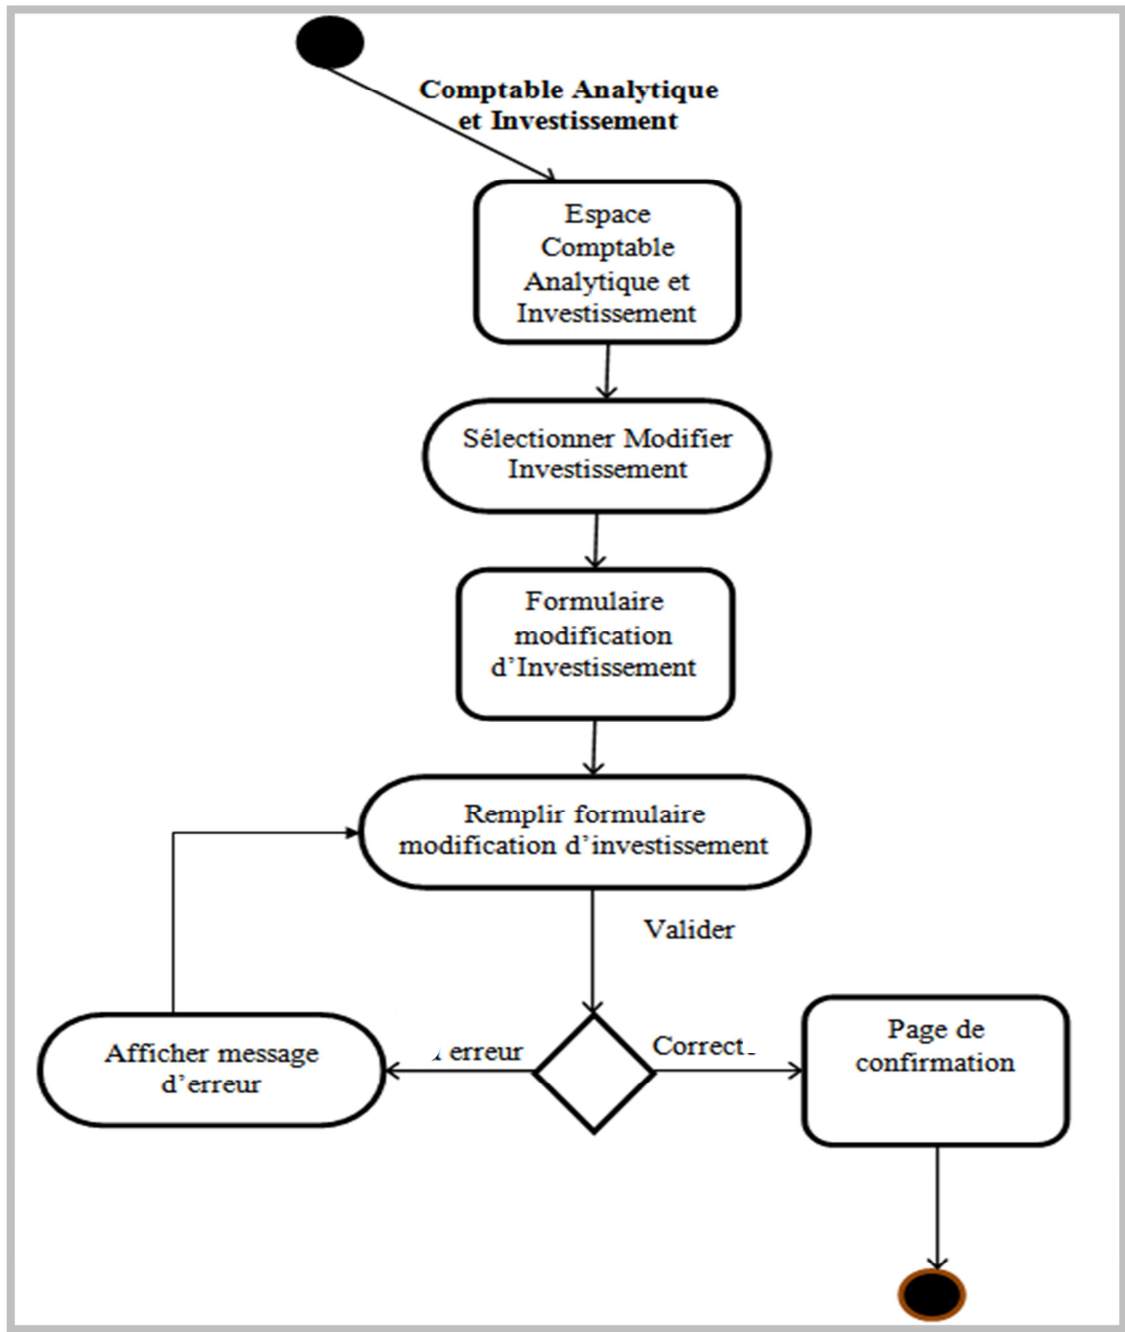 Comptable Analytique
et Investissement
Espace
Comptable
Analytique et
Investissement
Sélectionner Modifier
Investissement
Formulaire
modification
d’Investissement
Remplir formulaire
modification d’investissement
Valider
erreur
Correct
Afficher message
d’erreur
Page de
confirmation